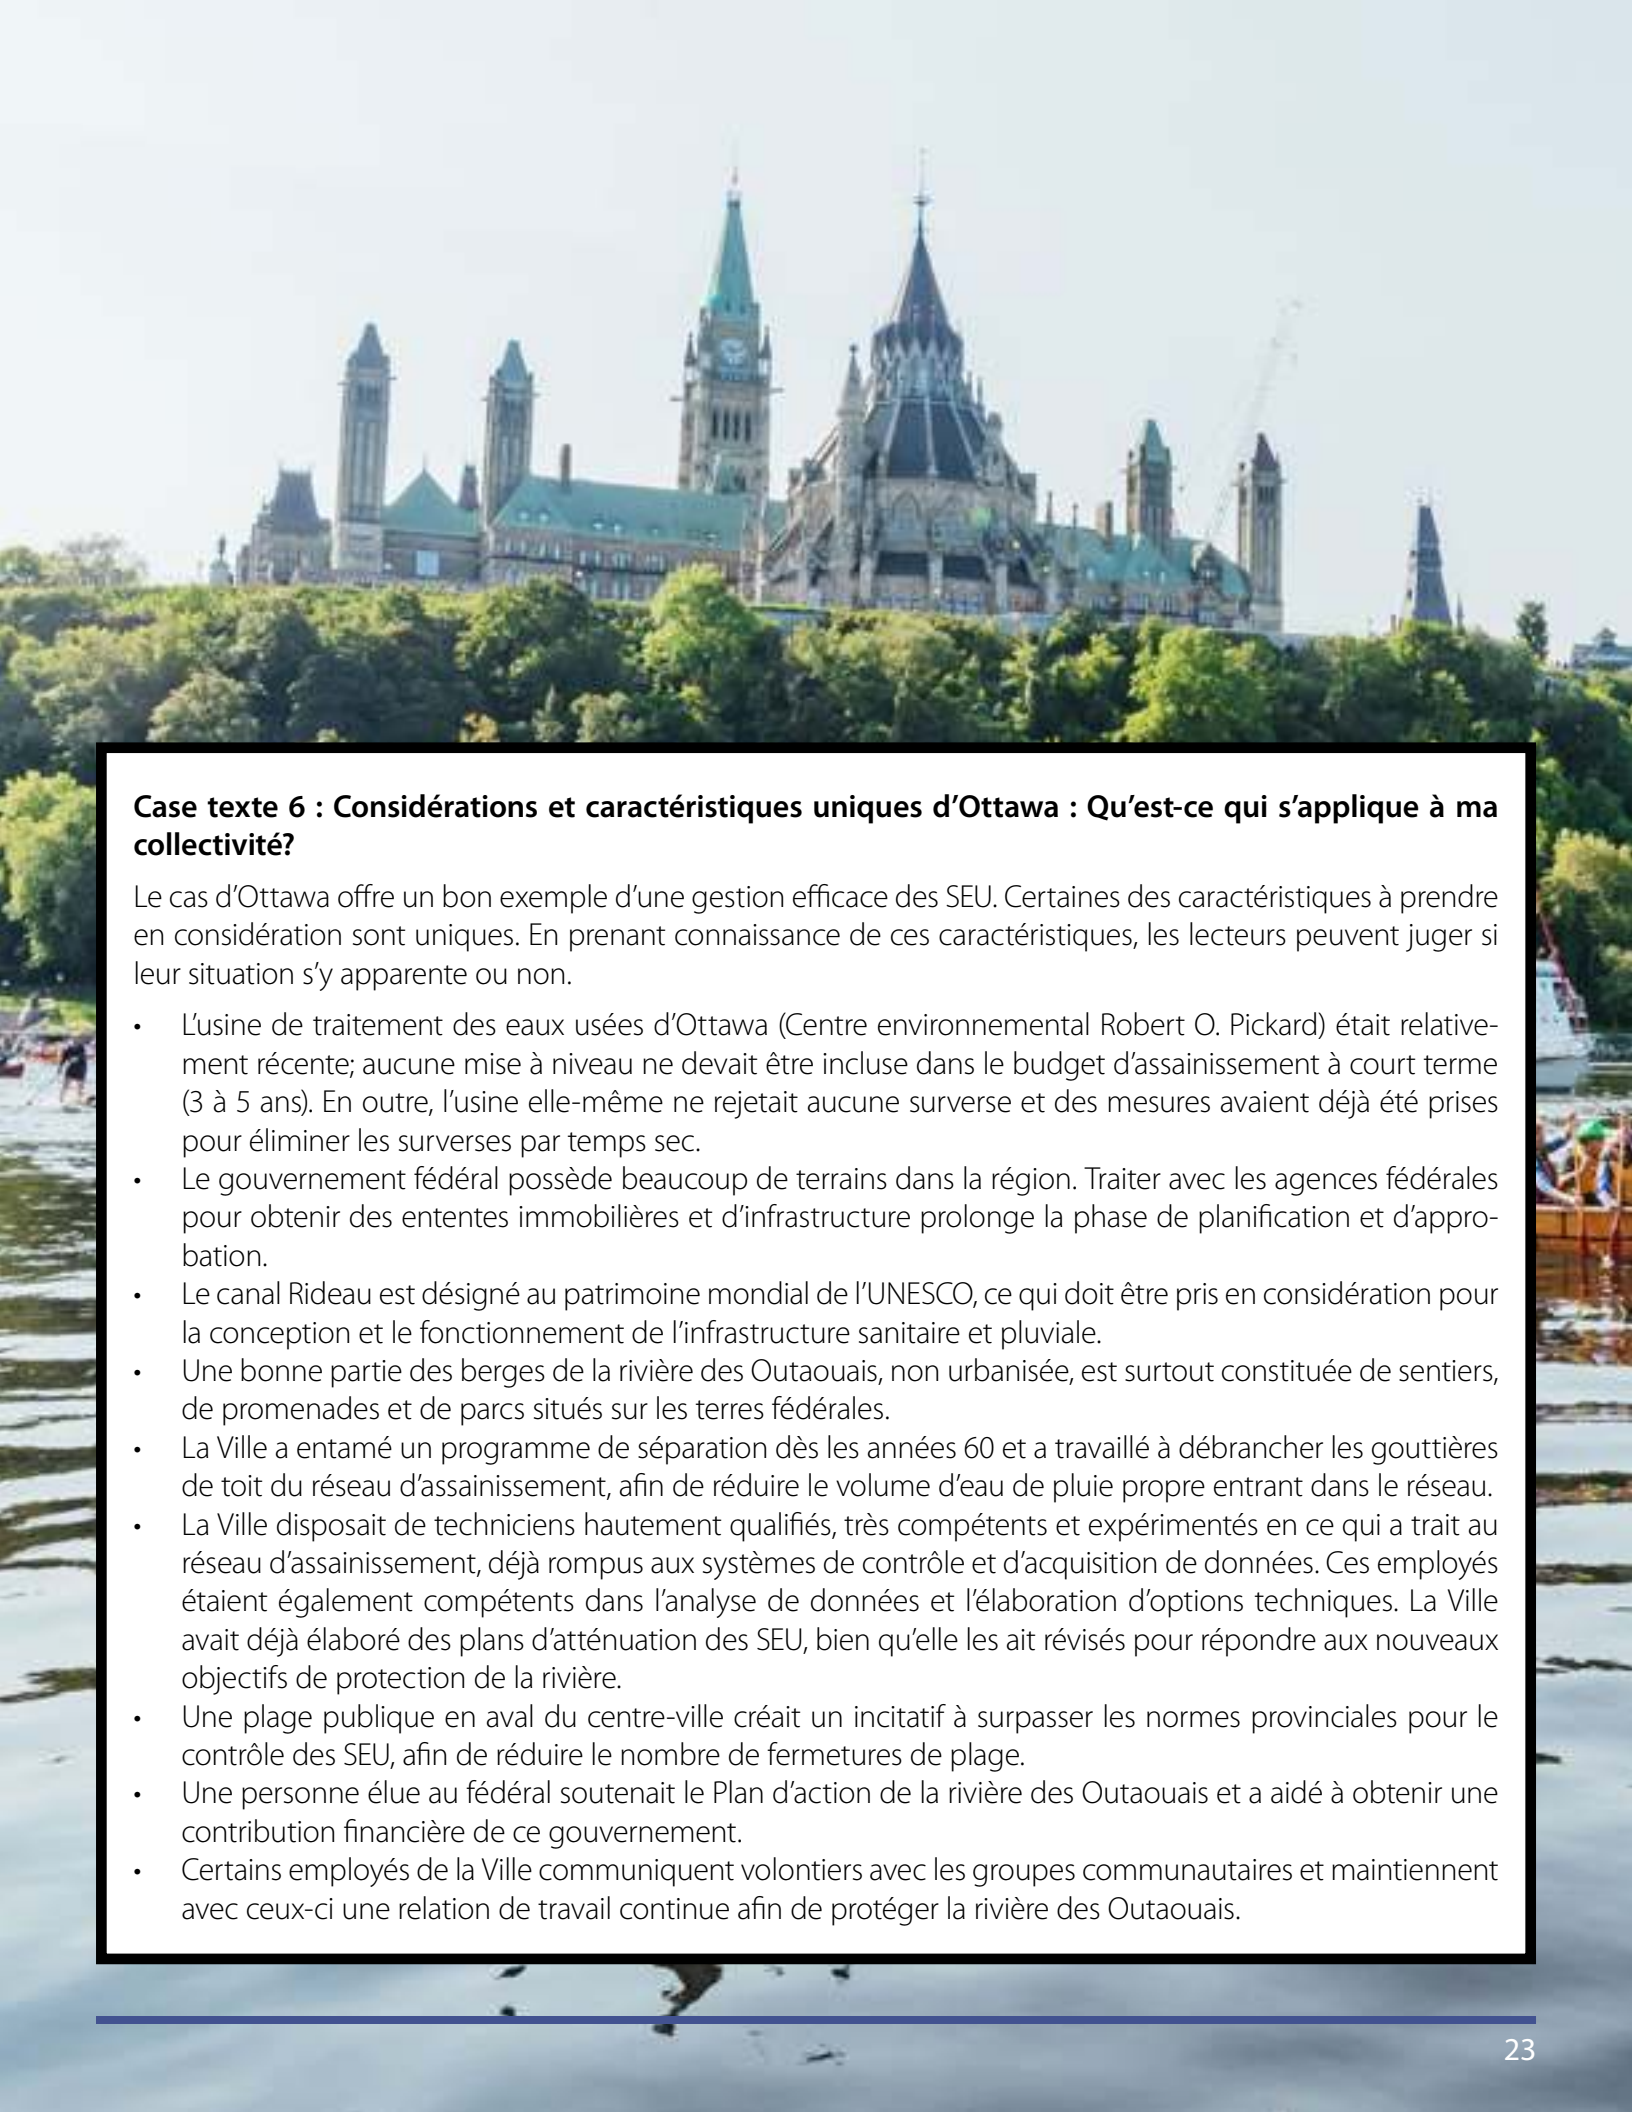 Case texte 6 : Considérations et caractéristiques uniques d’Ottawa : Qu’est-ce qui s’applique à ma
collectivité?
Le cas d’Ottawa offre un bon exemple d’une gestion efficace des SEU. Certaines des caractéristiques à prendre
en considération sont uniques. En prenant connaissance de ces caractéristiques, les lecteurs peuvent juger si
leur situation s’y apparente ou non.
• L’usine de traitement des eaux usées d’Ottawa (Centre environnemental Robert O. Pickard) était relative-
ment récente; aucune mise à niveau ne devait être incluse dans le budget d’assainissement à court terme
(3 à 5 ans). En outre, l’usine elle-même ne rejetait aucune surverse et des mesures avaient déjà été prises
pour éliminer les surverses par temps sec.
• Le gouvernement fédéral possède beaucoup de terrains dans la région. Traiter avec les agences fédérales
pour obtenir des ententes immobilières et d’infrastructure prolonge la phase de planification et d’appro-
bation.
• Le canal Rideau est désigné au patrimoine mondial de l’UNESCO, ce qui doit être pris en considération pour
la conception et le fonctionnement de l’infrastructure sanitaire et pluviale.
• Une bonne partie des berges de la rivière des Outaouais, non urbanisée, est surtout constituée de sentiers,
de promenades et de parcs situés sur les terres fédérales.
• La Ville a entamé un programme de séparation dès les années 60 et a travaillé à débrancher les gouttières
de toit du réseau d’assainissement, afin de réduire le volume d’eau de pluie propre entrant dans le réseau.
• La Ville disposait de techniciens hautement qualifiés, très compétents et expérimentés en ce qui a trait au
réseau d’assainissement, déjà rompus aux systèmes de contrôle et d’acquisition de données. Ces employés
étaient également compétents dans l’analyse de données et l’élaboration d’options techniques. La Ville
avait déjà élaboré des plans d’atténuation des SEU, bien qu’elle les ait révisés pour répondre aux nouveaux
objectifs de protection de la rivière.
• Une plage publique en aval du centre-ville créait un incitatif à surpasser les normes provinciales pour le
contrôle des SEU, afin de réduire le nombre de fermetures de plage.
• Une personne élue au fédéral soutenait le Plan d’action de la rivière des Outaouais et a aidé à obtenir une
contribution financière de ce gouvernement.
• Certains employés de la Ville communiquent volontiers avec les groupes communautaires et maintiennent
avec ceux-ci une relation de travail continue afin de protéger la rivière des Outaouais.
23